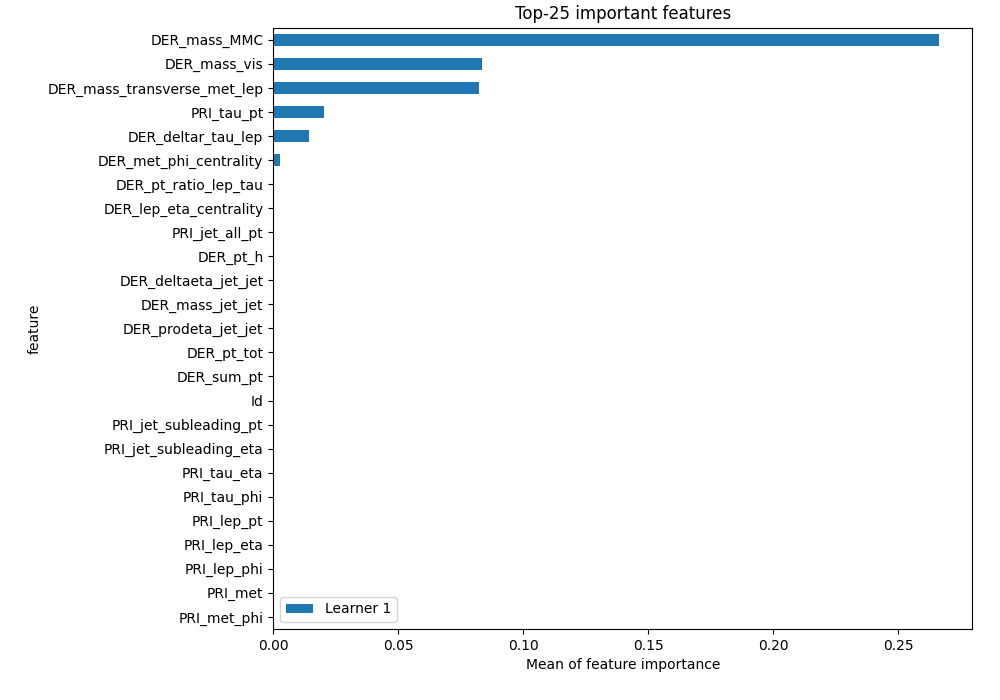 Top-25 important features
DER_mass_MMC
DER_mass_vis
DER_mass_transverse_met_lep
PRI_tau_pt
DER_deltar_tau_lep
DER_met_phi_centrality
DER_pt_ratio_lep_tau
DER_lep_eta_centrality
PRI_jet_all_pt
DER_pt_h
DER_deltaeta_jet_jet
DER_mass_jet_jet
DER_prodeta_jet_jet
DER_pt_tot
DER_sum_pt
Id
PRI_jet_subleading_pt
PRI_jet_subleading_eta
PRI_tau_eta
PRI_tau_phi
PRI_lep_pt
PRI_lep_eta
PRI_lep_phi
PRI_met
PRI_met_phi
feature
Learner 1
0.00 0.05 0.10 0.15 0.20 0.25
Mean of feature importance